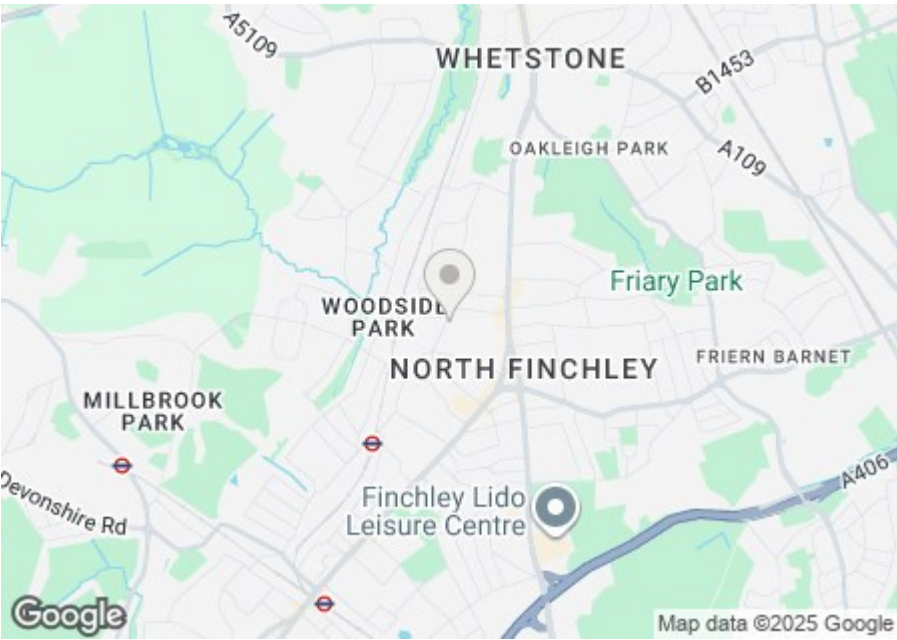 A5109
WHETSTONE
B1453
OAKLEIGH PARK
A109
Friary Park
WOODSIDE
PARK
NORTH FINCHLEY
FRIERN BARNET
MILLBROOK
PARK
A406
Devonshire Rd
Finchley Lido
Leisure Centre
Google
Map data ©2025 Google